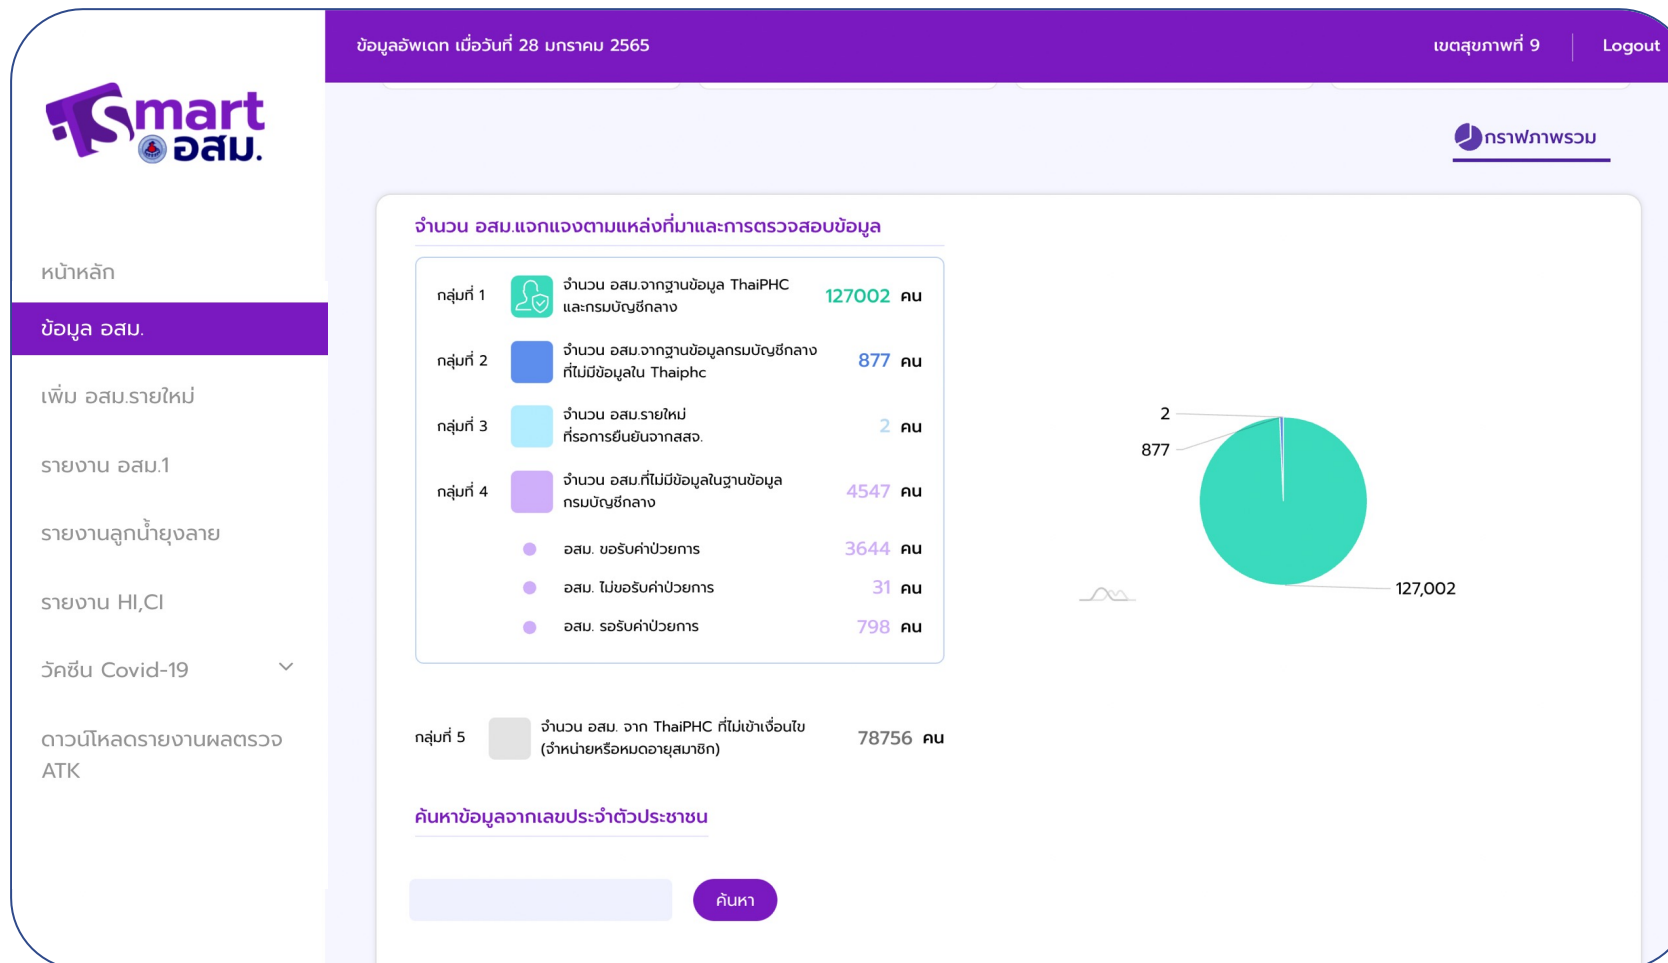 ข้อมูลอัพเดท เมื่อวันที่ 28 มกราคม 2565
เขตสุขภาพที่ 9
Logout
Smart
อสม.
กราฟภาพรวม
หน้าหลัก
ข้อมูล อสม.
เพิ่ม อสม.รายใหม่
รายงาน อสม.1
รายงานลูกน้ำยุงลาย
รายงาน HI,CI
วัคซีน Covid-19
ดาวน์โหลดรายงานผลตรวจ
ATK
จำนวน อสม.แจกแจงตามแหล่งที่มาและการตรวจสอบข้อมูล
กลุ่มที่ 1
จำนวน อสม.จากฐานข้อมูล ThaiPHC
และกรมบัญชีกลาง
127002 คน
กลุ่มที่ 2
จำนวน อสม.จากฐานข้อมูลกรมบัญชีกลาง
ที่ไม่มีข้อมูลใน Thaiphc
877 คน
กลุ่มที่ 3
จำนวน อสม.รายใหม่
ที่รอการยืนยันจากสสจ.
2 คน
กลุ่มที่ 4
จำนวน อสม.ที่ไม่มีข้อมูลในฐานข้อมูล
กรมบัญชีกลาง
4547 คน
อสม. ขอรับค่าป่วยการ 3644 คน
อสม. ไม่ขอรับค่าป่วยการ 31 คน
อสม. รอรับค่าป่วยการ 798 คน
2
877
127,002
กลุ่มที่ 5
จำนวน อสม. จาก ThaiPHC ที่ไม่เข้าเงื่อนไข
(จำหน่ายหรือหมดอายุสมาชิก)
78756 คน
ค้นหาข้อมูลจากเลขประจำตัวประชาชน
ค้นหา